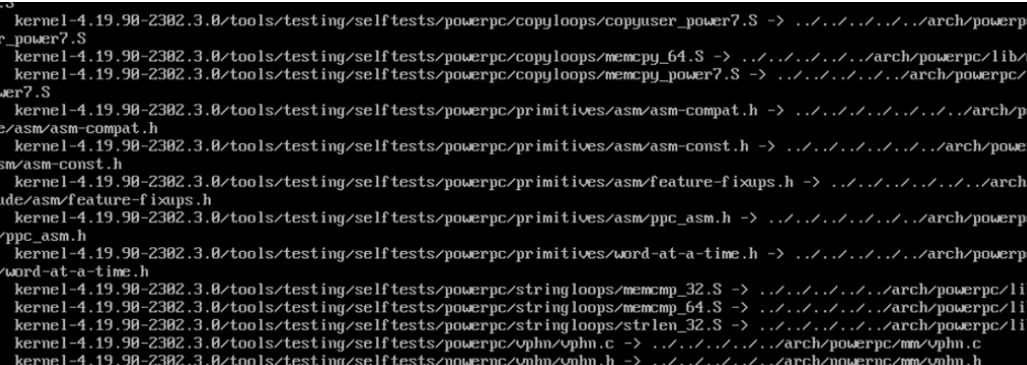 .S
kernel-4.19.90-2302.3.0/tools/testing/selftests/powerpc/copyloops/copyuser_power7.S -> ../../../../../arch/powerp
r_power7.S
kernel-4.19.90-2302.3.0/tools/testing/selftests/powerpc/copyloops/memcpy_64.S -> ../../../../../arch/powerpc/lib/
kernel-4.19.90-2302.3.0/tools/testing/selftests/powerpc/copyloops/memcpy_power7.S -> ../../../../../arch/powerpc/
wer7.S
kernel-4.19.90-2302.3.0/tools/testing/selftests/powerpc/primitives/asm/asm-compat.h -> ../../../../../../arch/p
e/asm/asm-compat.h
kernel-4.19.90-2302.3.0/tools/testing/selftests/powerpc/primitives/asm/asm-const.h -> ../../../../../../arch/powe
sm/asm-const.h
kernel-4.19.90-2302.3.0/tools/testing/selftests/powerpc/primitives/asm/feature-fixups.h -> ../../../../../../arch
ude/asm/feature-fixups.h
kernel-4.19.90-2302.3.0/tools/testing/selftests/powerpc/primitives/asm/ppc_asm.h -> ../../../../../../arch/powerp
/ppc_asm.h
kernel-4.19.90-2302.3.0/tools/testing/selftests/powerpc/primitives/word-at-a-time.h -> ../../../../../arch/powerp
/word-at-a-time.h
kernel-4.19.90-2302.3.0/tools/testing/selftests/powerpc/stringloops/memcmp_32.S -> ../../../../../arch/powerpc/li
kernel-4.19.90-2302.3.0/tools/testing/selftests/powerpc/stringloops/memcmp_64.S -> ../../../../../arch/powerpc/li
kernel-4.19.90-2302.3.0/tools/testing/selftests/powerpc/stringloops/strlen_32.S -> ../../../../../arch/powerpc/li
kernel-4.19.90-2302.3.0/tools/testing/selftests/powerpc/vphn/vphn.c -> ../../../../../arch/powerpc/mm/vphn.c
kernel-4.19.90-2302.3.0/tools/testing/selftests/powerpc/vphn/vphn.h -> ../../../../../arch/powerpc/mm/vphn.h